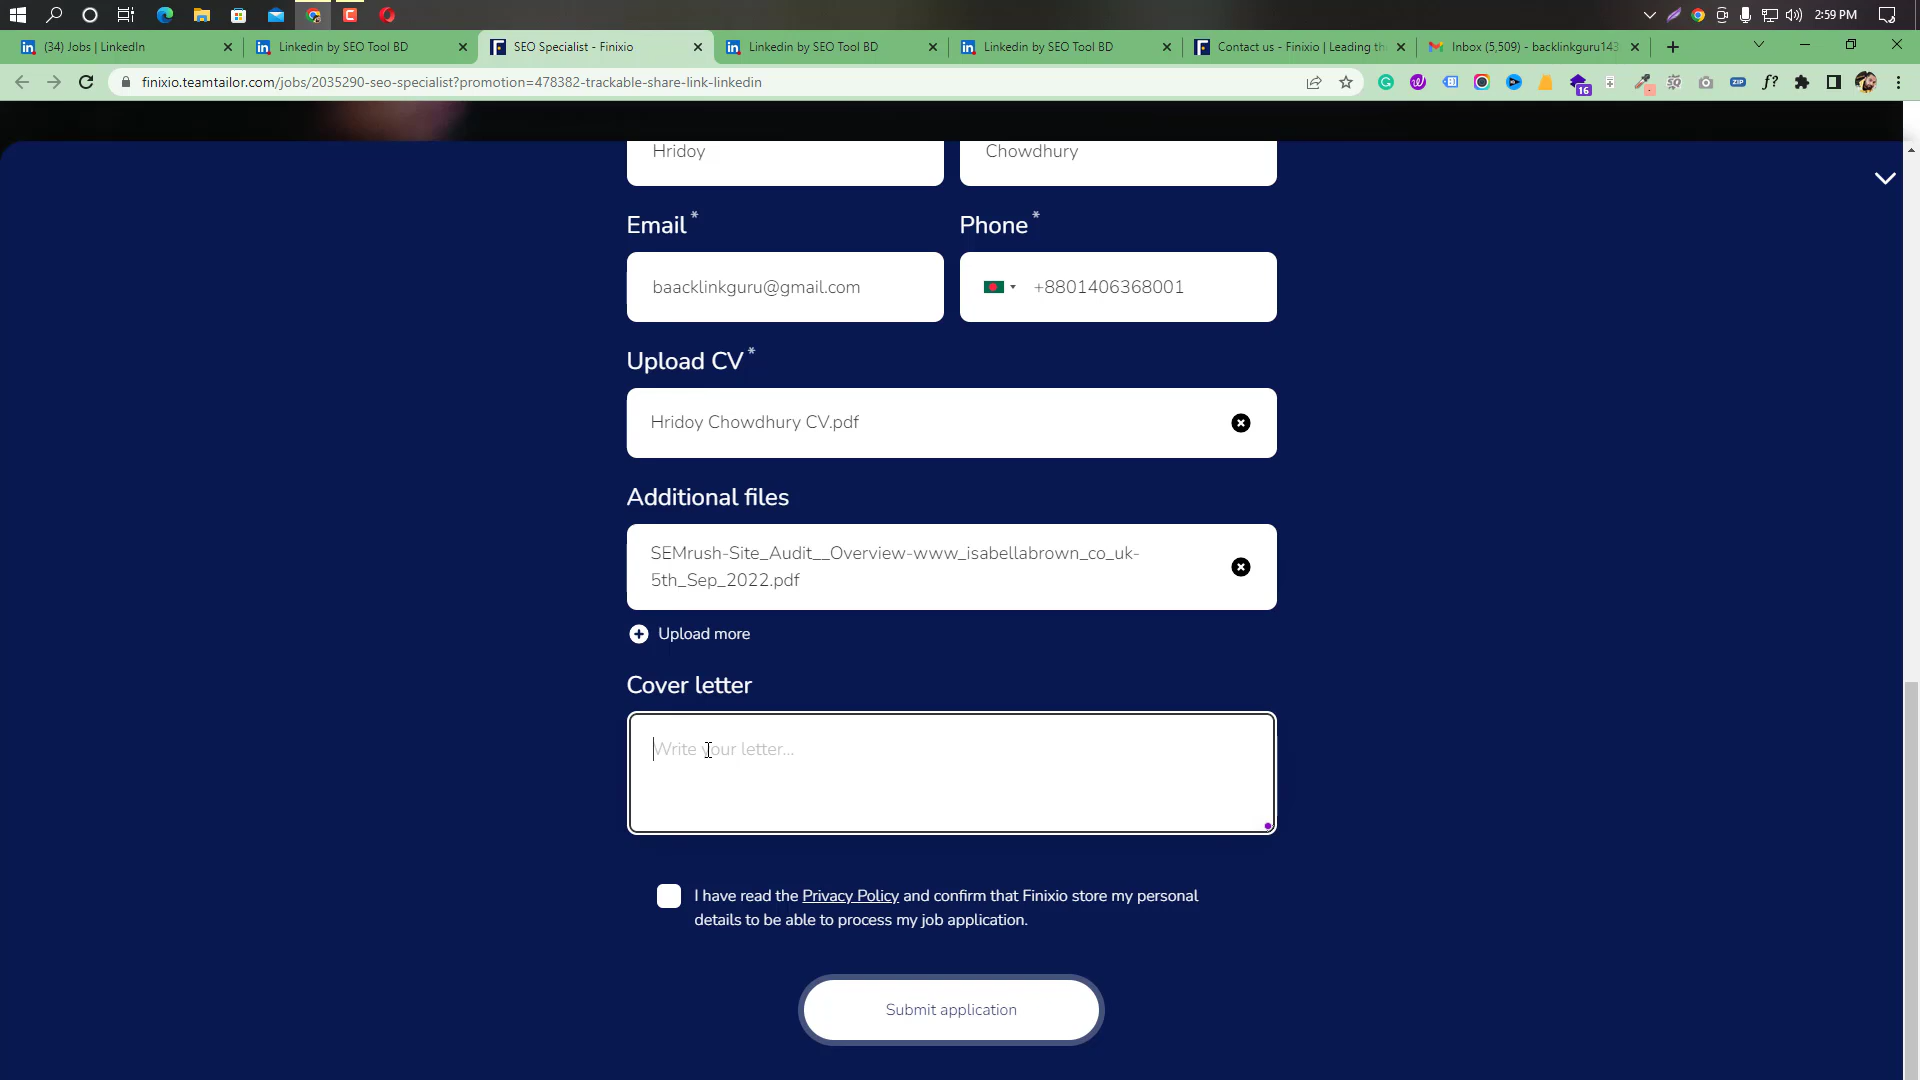 2:59 PM
(34) Jobs | LinkedIn
Linkedin by SEO Tool BD
SEO Specialist - Finixio
Linkedin by SEO Tool BD
Linkedin by SEO Tool BD
Contact us - Finixio | Leading th
Inbox (5,509) - backlinkguru143
finixio.teamtailor.com/jobs/2035290-seo-specialist?promotion=478382-trackable-share-link-linkedin
16
ZIP
f?
Hridoy
Chowdhury
Email *
Phone *
baacklinkguru@gmail.com
+8801406368001
Upload CV *
Hridoy Chowdhury CV.pdf
Additional files
SEMrush-Site_Audit__Overview-www_isabellabrown_co_uk-
5th_Sep_2022.pdf
Upload more
Cover letter
Write your letter...
I have read the Privacy Policy and confirm that Finixio store my personal
details to be able to process my job application.
Submit application